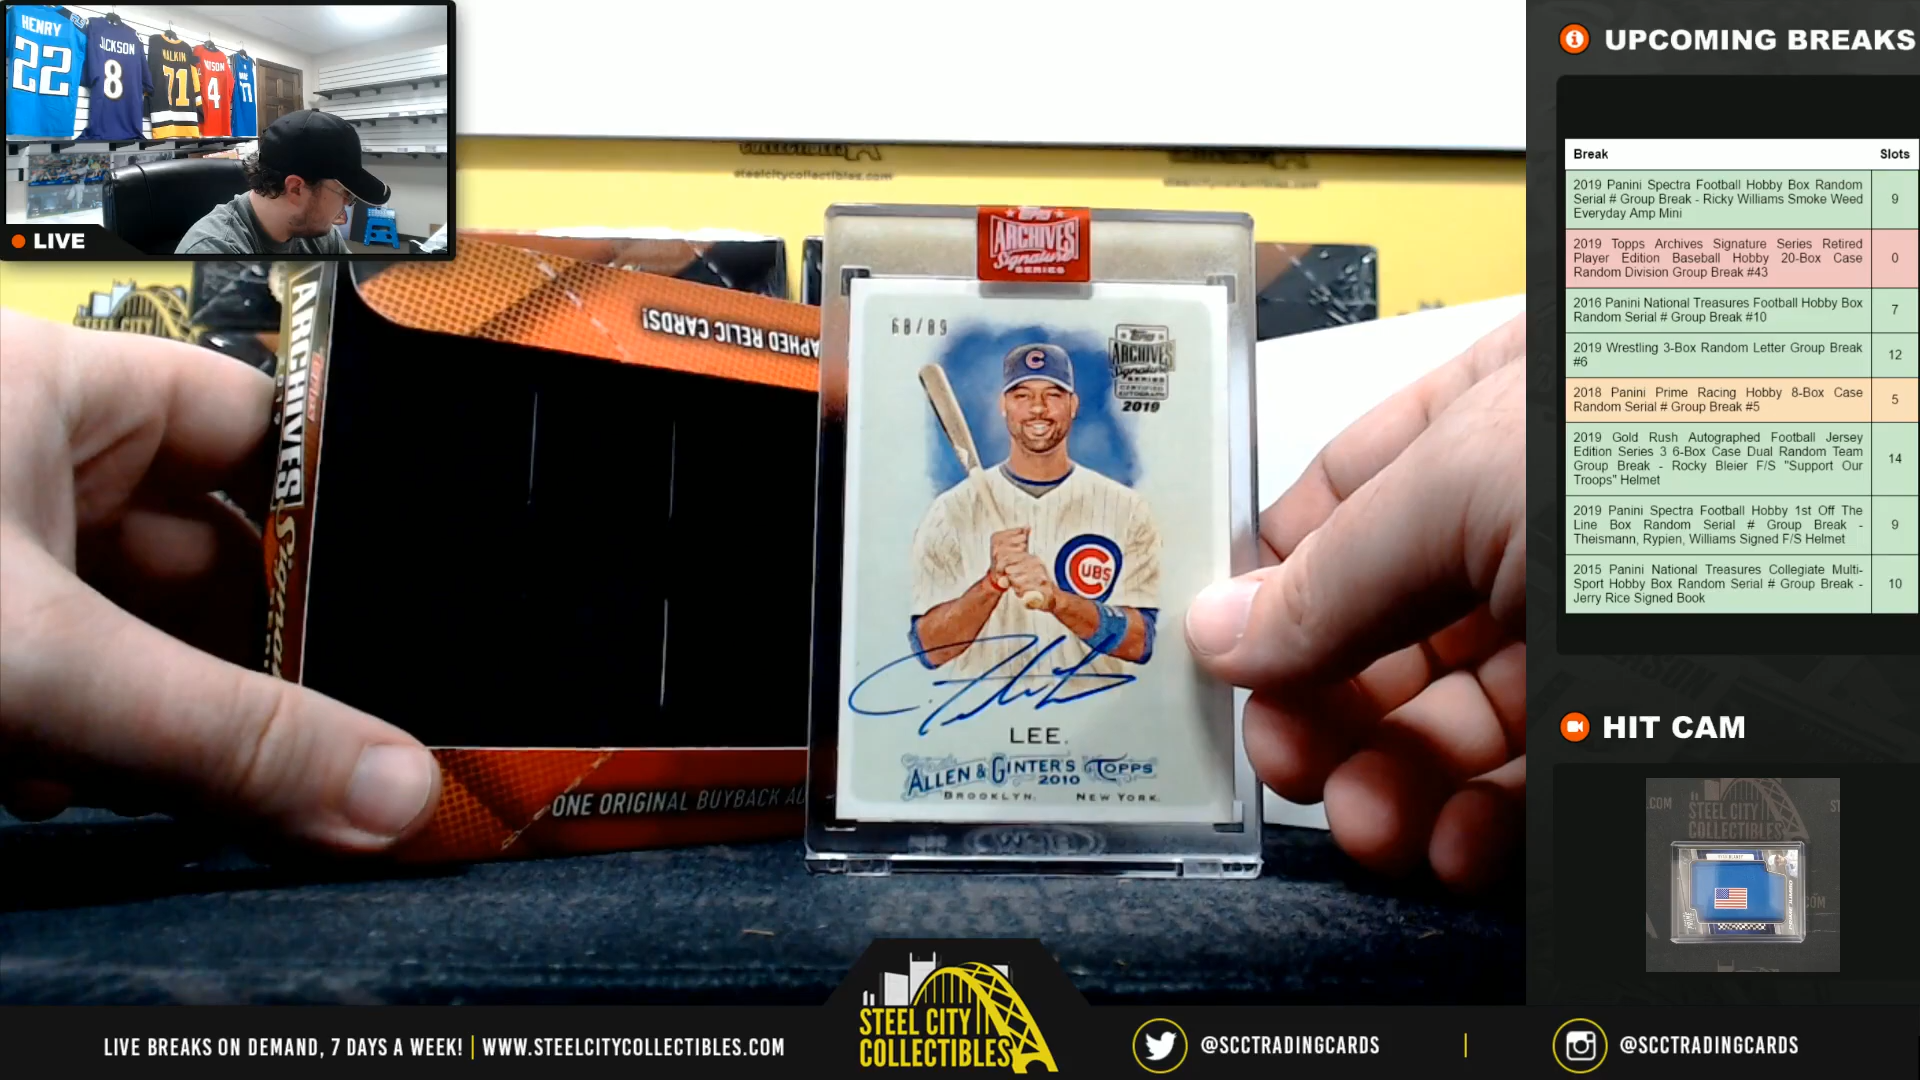 HENRY
22
JACKSON
8
MALKIN
71
4
77
LIVE
steelcitycollectibles.com
ARCHIVES
Signature
SERIES
ARCHIVES
APHED RELIC CARDS!
ONE ORIGINAL BUYBACK AU
68/89
ARCHIVES
Signature
SERIES
CERTIFIED
AUTOGRAPH
2019
C
CUBS
LEE.
ALLEN & GINTER'S TOPPS
2010
BROOKLYN. NEW YORK.
UPCOMING BREAKS
Break Slots
2019 Panini Spectra Football Hobby Box Random
Serial # Group Break - Ricky Williams Smoke Weed
Everyday Amp Mini
9
2019 Topps Archives Signature Series Retired
Player Edition Baseball Hobby 20-Box Case
Random Division Group Break #43
0
2016 Panini National Treasures Football Hobby Box
Random Serial # Group Break #10
7
2019 Wrestling 3-Box Random Letter Group Break
#6
12
2018 Panini Prime Racing Hobby 8-Box Case
Random Serial # Group Break #5
5
2019 Gold Rush Autographed Football Jersey
Edition Series 3 6-Box Case Dual Random Team
Group Break - Rocky Bleier F/S "Support Our
Troops" Helmet
14
2019 Panini Spectra Football Hobby 1st Off The
Line Box Random Serial # Group Break -
Theismann, Rypien, Williams Signed F/S Helmet
9
2015 Panini National Treasures Collegiate Multi-
Sport Hobby Box Random Serial # Group Break -
Jerry Rice Signed Book
10
HIT CAM
STEEL CITY
COLLECTIBLES
LIVE BREAKS ON DEMAND, 7 DAYS A WEEK! | WWW.STEELCITYCOLLECTIBLES.COM
STEEL CITY
COLLECTIBLES
@SCCTRADINGCARDS | @SCCTRADINGCARDS